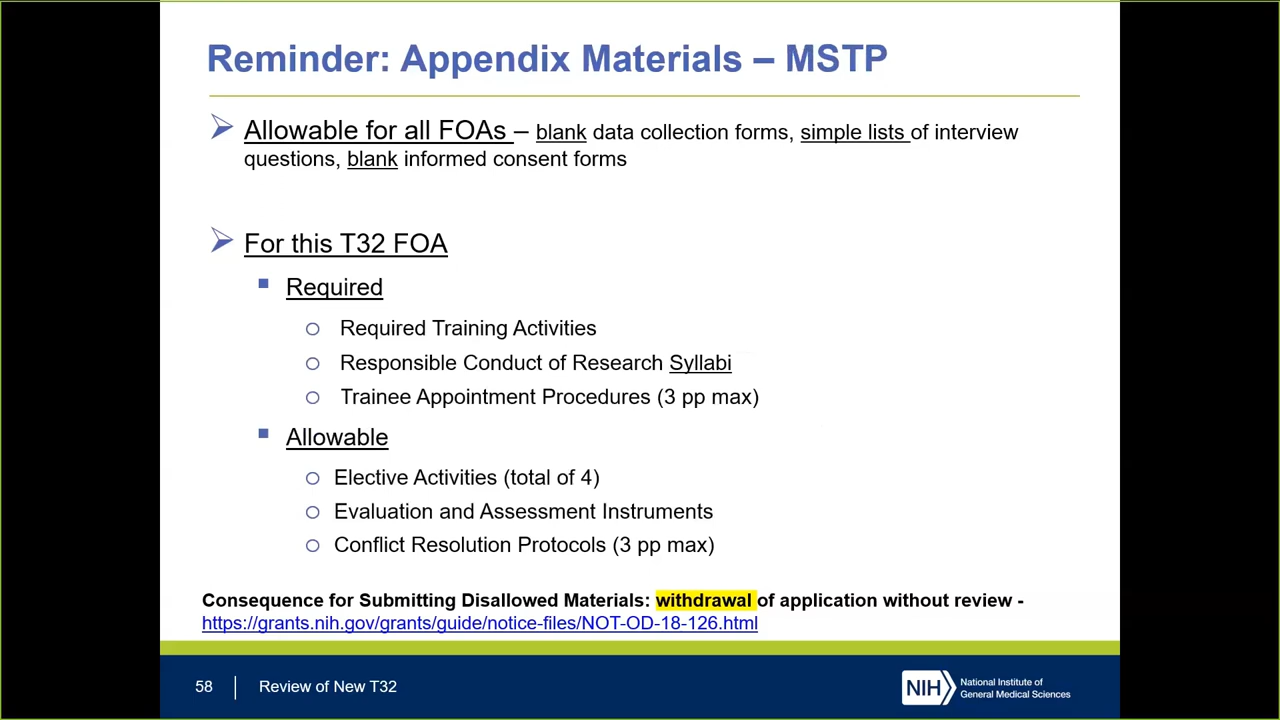 Reminder: Appendix Materials – MSTP
Allowable for all FOAs – blank data collection forms, simple lists of interview
questions, blank informed consent forms
For this T32 FOA
Required
Required Training Activities
Responsible Conduct of Research Syllabi
Trainee Appointment Procedures (3 pp max)
Allowable
Elective Activities (total of 4)
Evaluation and Assessment Instruments
Conflict Resolution Protocols (3 pp max)
Consequence for Submitting Disallowed Materials: withdrawal of application without review -
https://grants.nih.gov/grants/guide/notice-files/NOT-OD-18-126.html
58
Review of New T32
NIH
National Institute of
General Medical Sciences